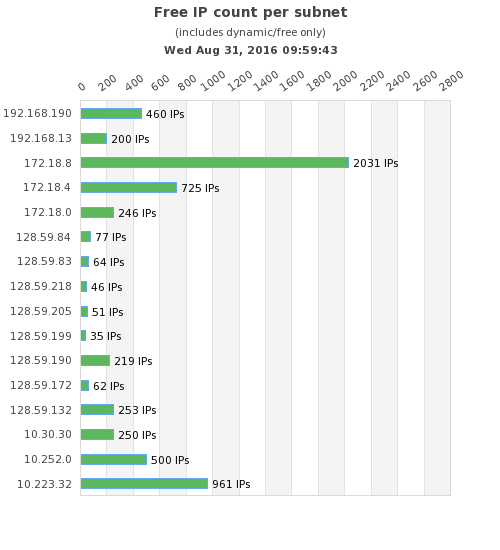 Free IP count per subnet
(includes dynamic/free only)
Wed Aug 31, 2016 09:59:43
0 200 400 600 800 1000 1200 1400 1600 1800 2000 2200 2400 2600 2800
192.168.190 460 IPs
192.168.13 200 IPs
172.18.8 2031 IPs
172.18.4 725 IPs
172.18.0 246 IPs
128.59.84 77 IPs
128.59.83 64 IPs
128.59.218 46 IPs
128.59.205 51 IPs
128.59.199 35 IPs
128.59.190 219 IPs
128.59.172 62 IPs
128.59.132 253 IPs
10.30.30 250 IPs
10.252.0 500 IPs
10.223.32 961 IPs